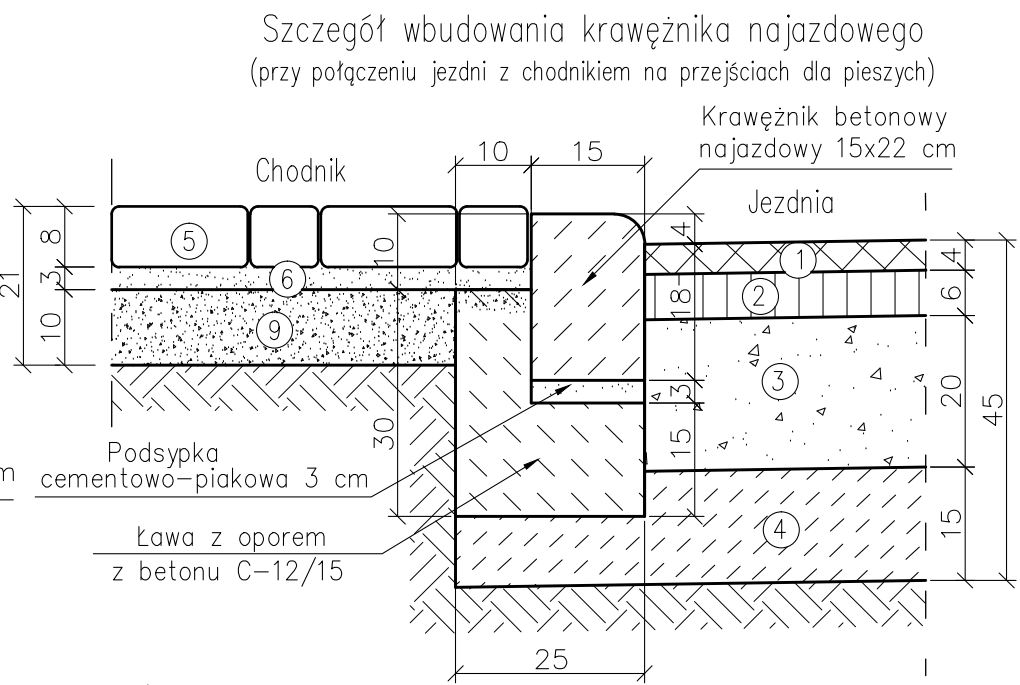 Szczegół wbudowania krawężnika najazdowego
(przy połączeniu jezdni z chodnikiem na przejściach dla pieszych)
Krawężnik betonowy
najazdowy 15x22 cm
Chodnik
10
15
Jezdnia
21
8
3
10
5
6
9
10
30
4
18
3
15
1
2
3
4
4
6
20
15
45
Podsypka
m
cementowo-piakowa 3 cm
Ława z oporem
z betonu C-12/15
25